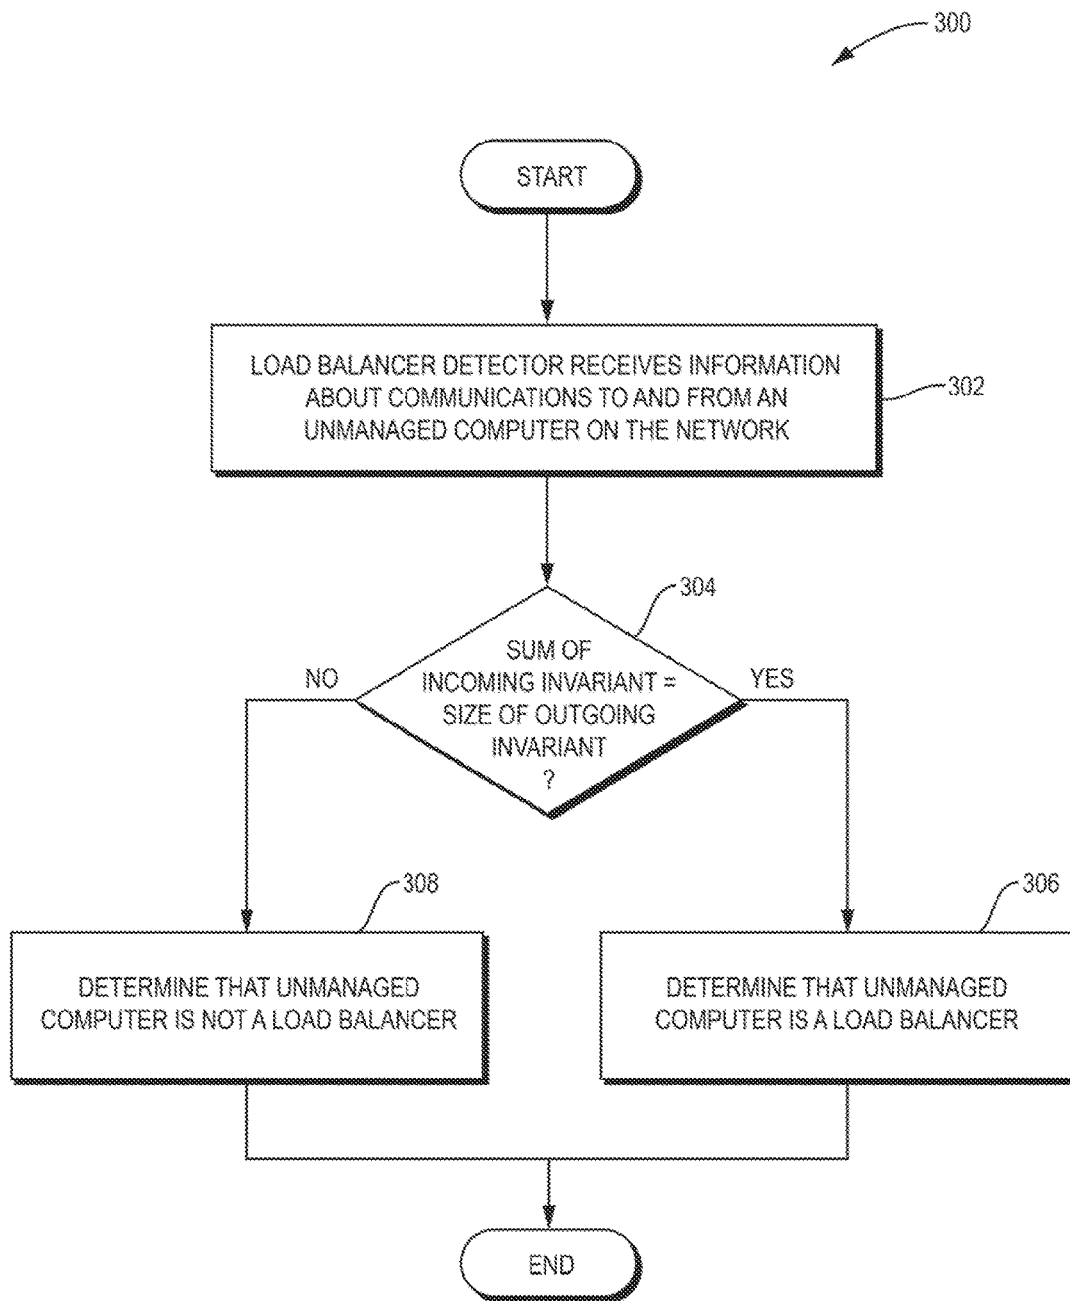 300
START
LOAD BALANCER DETECTOR RECEIVES INFORMATION
ABOUT COMMUNICATIONS TO AND FROM AN
UNMANAGED COMPUTER ON THE NETWORK
302
304
SUM OF
INCOMING INVARIANT =
SIZE OF OUTGOING
INVARIANT
?
NO
YES
308
306
DETERMINE THAT UNMANAGED
COMPUTER IS NOT A LOAD BALANCER
DETERMINE THAT UNMANAGED
COMPUTER IS A LOAD BALANCER
END